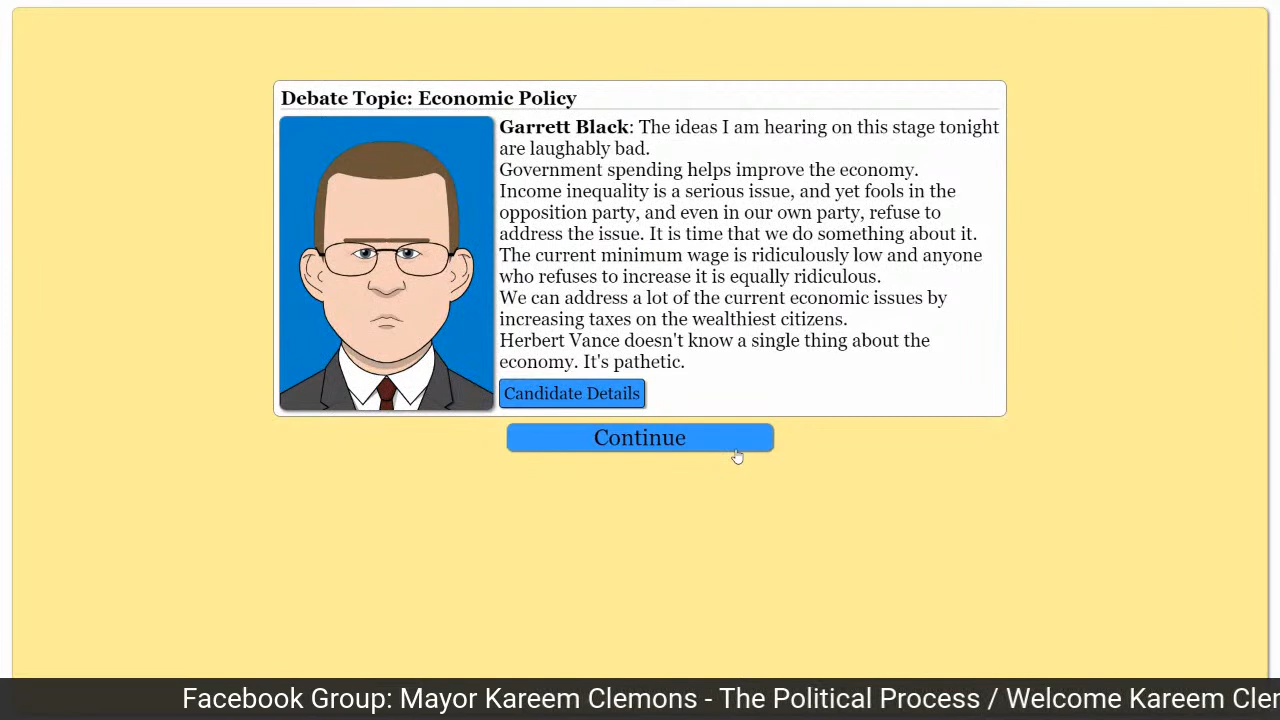 Debate Topic: Economic Policy
Garrett Black: The ideas I am hearing on this stage tonight
are laughably bad.
Government spending helps improve the economy.
Income inequality is a serious issue, and yet fools in the
opposition party, and even in our own party, refuse to
address the issue. It is time that we do something about it.
The current minimum wage is ridiculously low and anyone
who refuses to increase it is equally ridiculous.
We can address a lot of the current economic issues by
increasing taxes on the wealthiest citizens.
Herbert Vance doesn't know a single thing about the
economy. It's pathetic.
Candidate Details
Continue
Facebook Group: Mayor Kareem Clemons - The Political Process / Welcome Kareem Cler